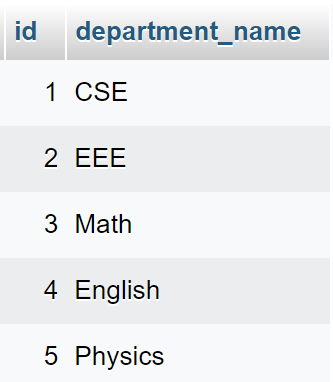 id department_name
1 CSE
2 EEE
3 Math
4 English
5 Physics